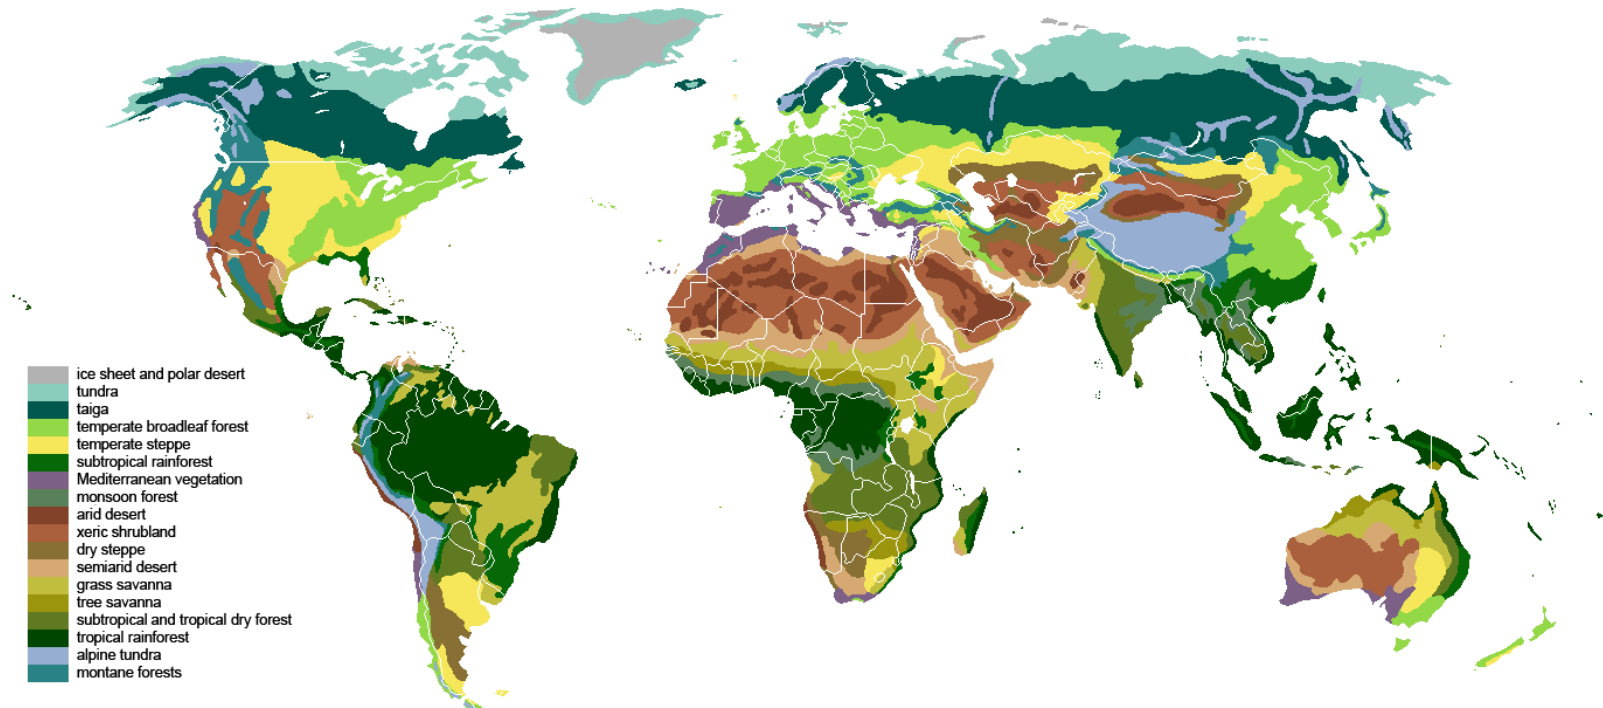 ice sheet and polar desert
tundra
taiga
temperate broadleaf forest
temperate steppe
subtropical rainforest
Mediterranean vegetation
monsoon forest
arid desert
xeric shrubland
dry steppe
semiarid desert
grass savanna
tree savanna
subtropical and tropical dry forest
tropical rainforest
alpine tundra
montane forests